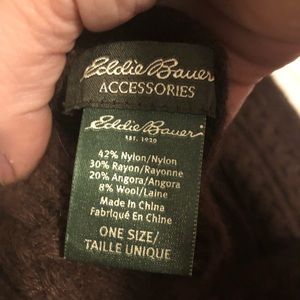 Eddie Bauer
ACCESSORIES
Eddie Bauer
EST. 1920
42% Nylon/Nylon
30% Rayon/Rayonne
20% Angora/Angora
8% Wool/Laine
Made In China
Fabriqué En Chine
ONE SIZE/
TAILLE UNIQUE